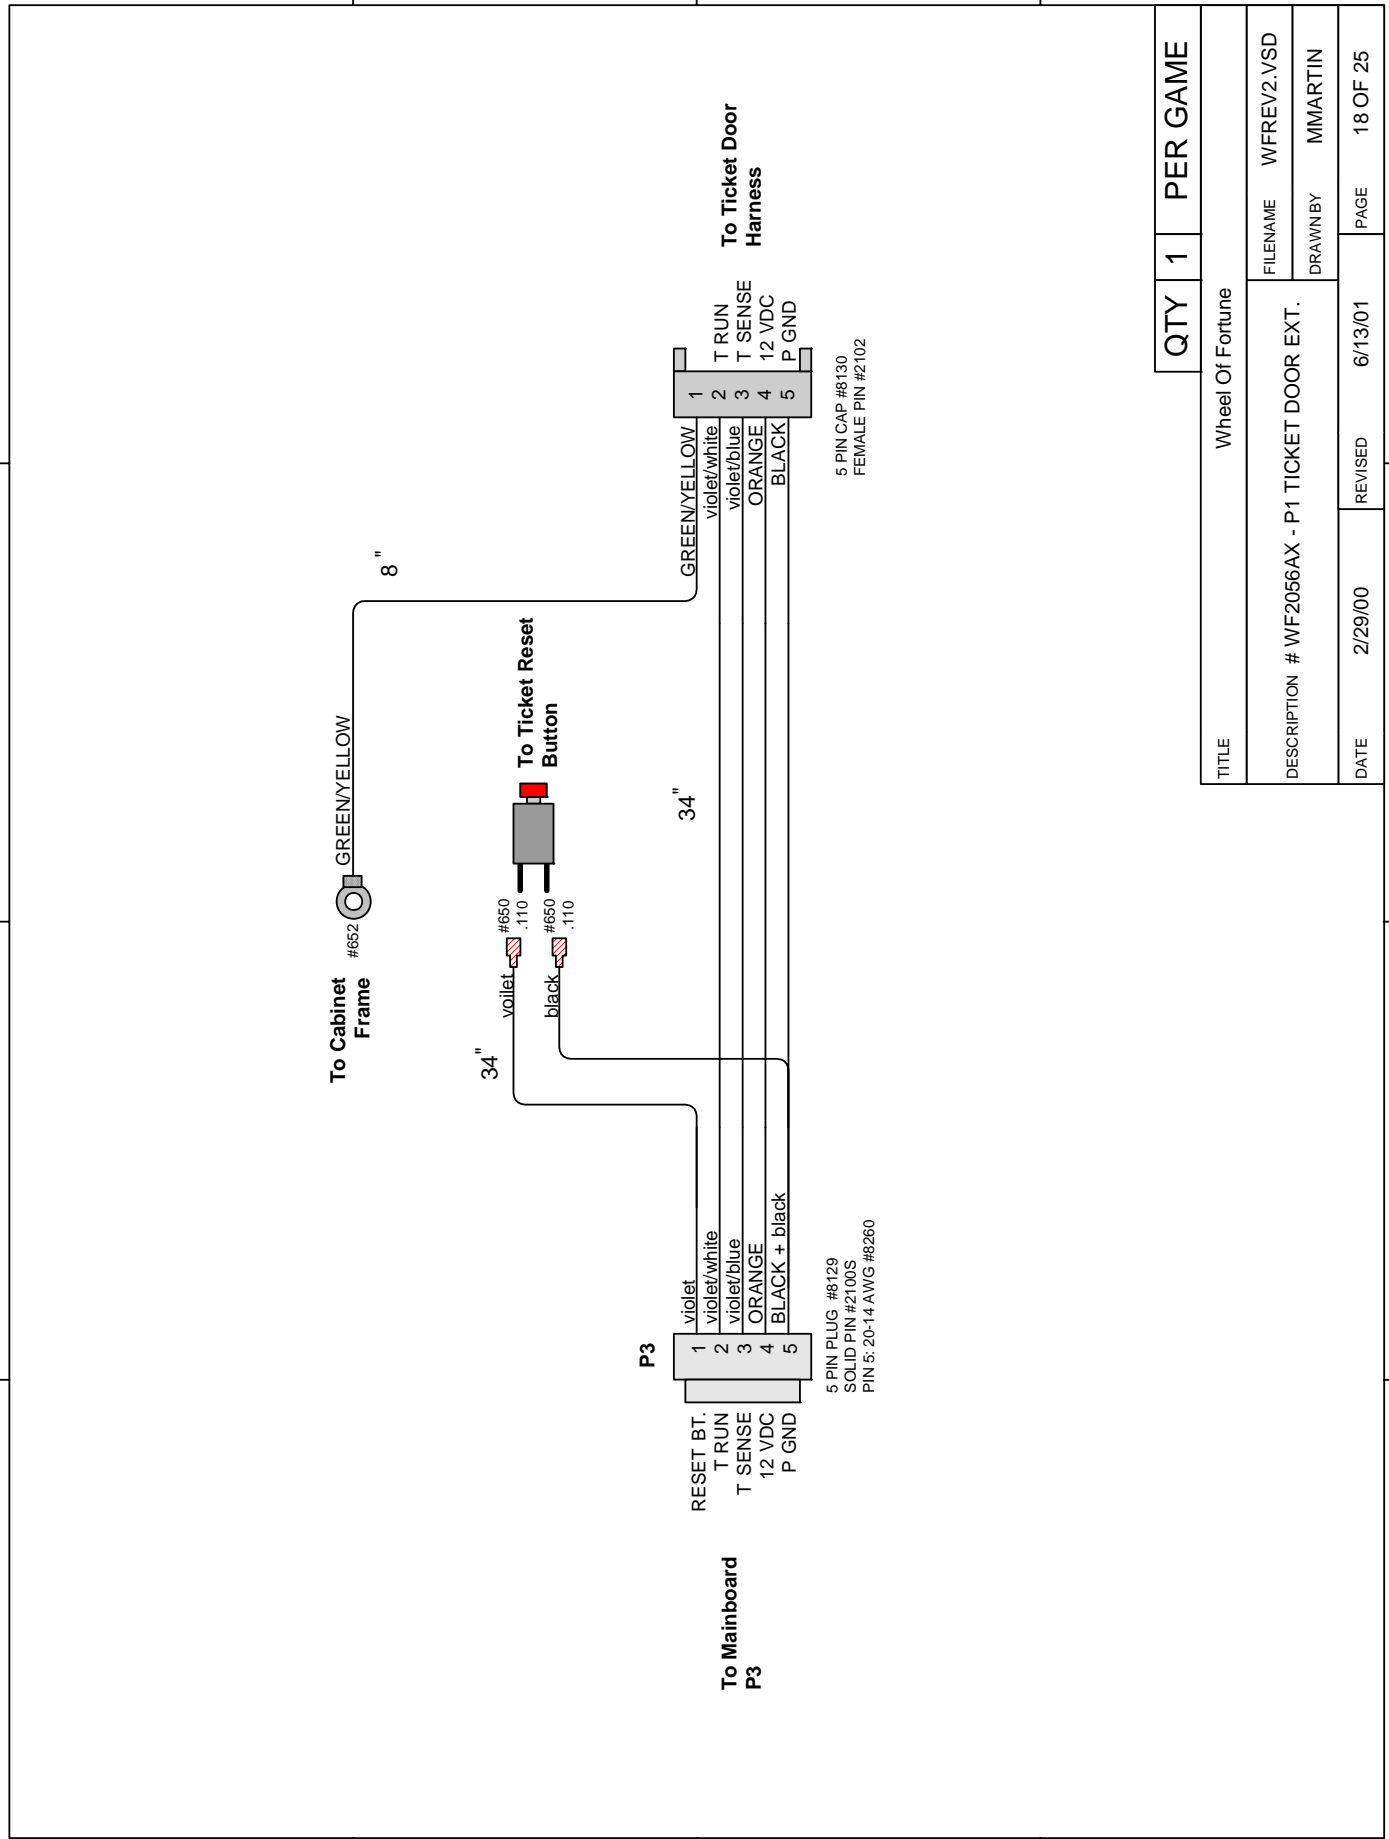 To Cabinet
Frame
#652
GREEN/YELLOW
8 "
34"
voilet
#650
.110
black
#650
.110
To Ticket Reset
Button
34"
To Mainboard
P3
P3
RESET BT.
T RUN
T SENSE
12 VDC
P GND
1
2
3
4
5
violet
violet/white
violet/blue
ORANGE
BLACK + black
5 PIN PLUG #8129
SOLID PIN #2100S
PIN 5: 20-14 AWG #8260
GREEN/YELLOW
violet/white
violet/blue
ORANGE
BLACK
1
2
3
4
5
T RUN
T SENSE
12 VDC
P GND
To Ticket Door
Harness
5 PIN CAP #8130
FEMALE PIN #2102
QTY 1 PER GAME
TITLE Wheel Of Fortune
DESCRIPTION # WF2056AX - P1 TICKET DOOR EXT.
FILENAME WFREV2.VSD
DRAWN BY MMARTIN
DATE 2/29/00 REVISED 6/13/01 PAGE 18 OF 25